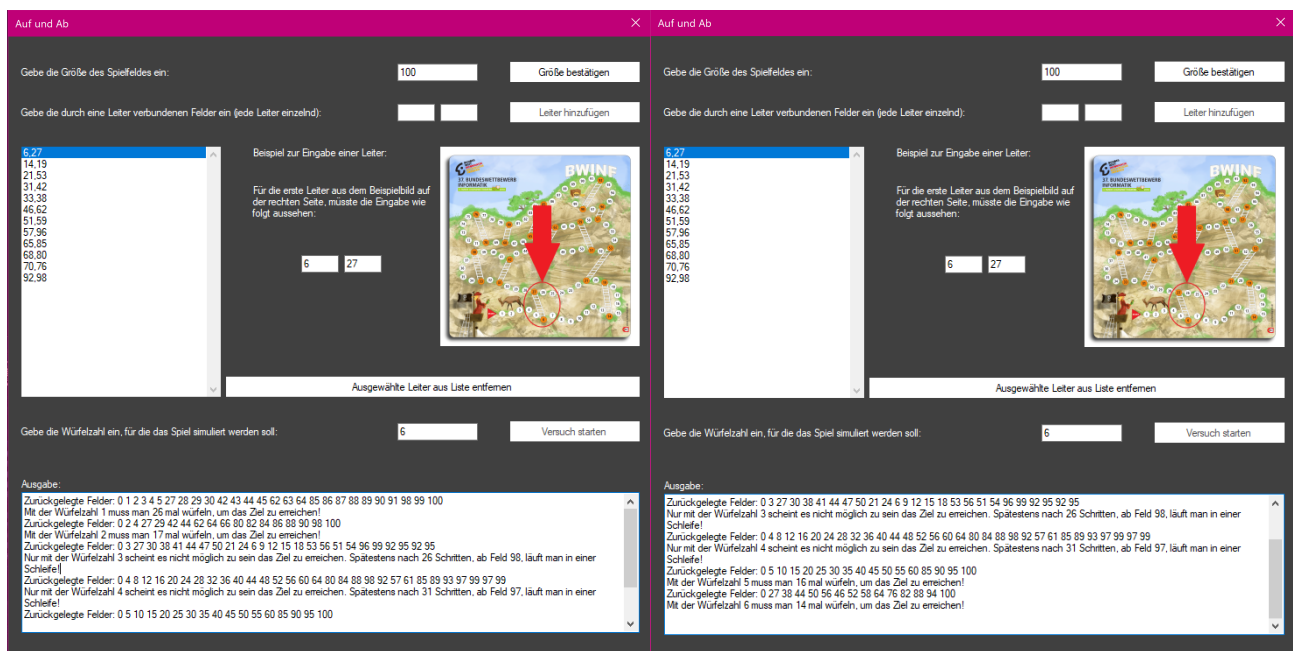 Auf und Ab
Gebe die Größe des Spielfeldes ein:
100
Größe bestätigen
Gebe die durch eine Leiter verbundenen Felder ein (jede Leiter einzelnd):
Leiter hinzufügen
6,27
14,19
21,53
31,42
33,38
46,62
51,59
57,96
65,85
68,80
70,76
92,98
Beispiel zur Eingabe einer Leiter:
Für die erste Leiter aus dem Beispielbild auf
der rechten Seite, müsste die Eingabe wie
folgt aussehen:
6 27
37. BUNDESWETTBEWERB
INFORMATIK
BWINF
Ausgewählte Leiter aus Liste entfernen
Gebe die Würfelzahl ein, für die das Spiel simuliert werden soll:
6
Versuch starten
Ausgabe:
Zurückgelegte Felder: 0 1 2 3 4 5 27 28 29 30 42 43 44 45 62 63 64 85 86 87 88 89 90 91 98 99 100
Mit der Würfelzahl 1 muss man 26 mal würfeln, um das Ziel zu erreichen!
Zurückgelegte Felder: 0 2 4 27 29 42 44 62 64 66 80 82 84 86 88 90 98 100
Mit der Würfelzahl 2 muss man 17 mal würfeln, um das Ziel zu erreichen!
Zurückgelegte Felder: 0 3 27 30 38 41 44 47 50 21 24 6 9 12 15 18 53 56 51 54 96 99 92 95 92 95
Nur mit der Würfelzahl 3 scheint es nicht möglich zu sein das Ziel zu erreichen. Spätestens nach 26 Schritten, ab Feld 98, läuft man in einer
Schleife!
Zurückgelegte Felder: 0 4 8 12 16 20 24 28 32 36 40 44 48 52 56 60 64 80 84 88 98 92 57 61 85 89 93 97 99 97 99
Nur mit der Würfelzahl 4 scheint es nicht möglich zu sein das Ziel zu erreichen. Spätestens nach 31 Schritten, ab Feld 97, läuft man in einer
Schleife!
Zurückgelegte Felder: 0 5 10 15 20 25 30 35 40 45 50 55 60 85 90 95 100
Auf und Ab
Gebe die Größe des Spielfeldes ein:
100
Größe bestätigen
Gebe die durch eine Leiter verbundenen Felder ein (jede Leiter einzelnd):
Leiter hinzufügen
6,27
14,19
21,53
31,42
33,38
46,62
51,59
57,96
65,85
68,80
70,76
92,98
Beispiel zur Eingabe einer Leiter:
Für die erste Leiter aus dem Beispielbild auf
der rechten Seite, müsste die Eingabe wie
folgt aussehen:
6 27
37. BUNDESWETTBEWERB
INFORMATIK
BWINF
Ausgewählte Leiter aus Liste entfernen
Gebe die Würfelzahl ein, für die das Spiel simuliert werden soll:
6
Versuch starten
Ausgabe:
Zurückgelegte Felder: 0 3 27 30 38 41 44 47 50 21 24 6 9 12 15 18 53 56 51 54 96 99 92 95 92 95
Nur mit der Würfelzahl 3 scheint es nicht möglich zu sein das Ziel zu erreichen. Spätestens nach 26 Schritten, ab Feld 98, läuft man in einer
Schleife!
Zurückgelegte Felder: 0 4 8 12 16 20 24 28 32 36 40 44 48 52 56 60 64 80 84 88 98 92 57 61 85 89 93 97 99 97 99
Nur mit der Würfelzahl 4 scheint es nicht möglich zu sein das Ziel zu erreichen. Spätestens nach 31 Schritten, ab Feld 97, läuft man in einer
Schleife!
Zurückgelegte Felder: 0 5 10 15 20 25 30 35 40 45 50 55 60 85 90 95 100
Mit der Würfelzahl 5 muss man 16 mal würfeln, um das Ziel zu erreichen!
Zurückgelegte Felder: 0 27 38 44 50 56 46 52 58 64 76 82 88 94 100
Mit der Würfelzahl 6 muss man 14 mal würfeln, um das Ziel zu erreichen!